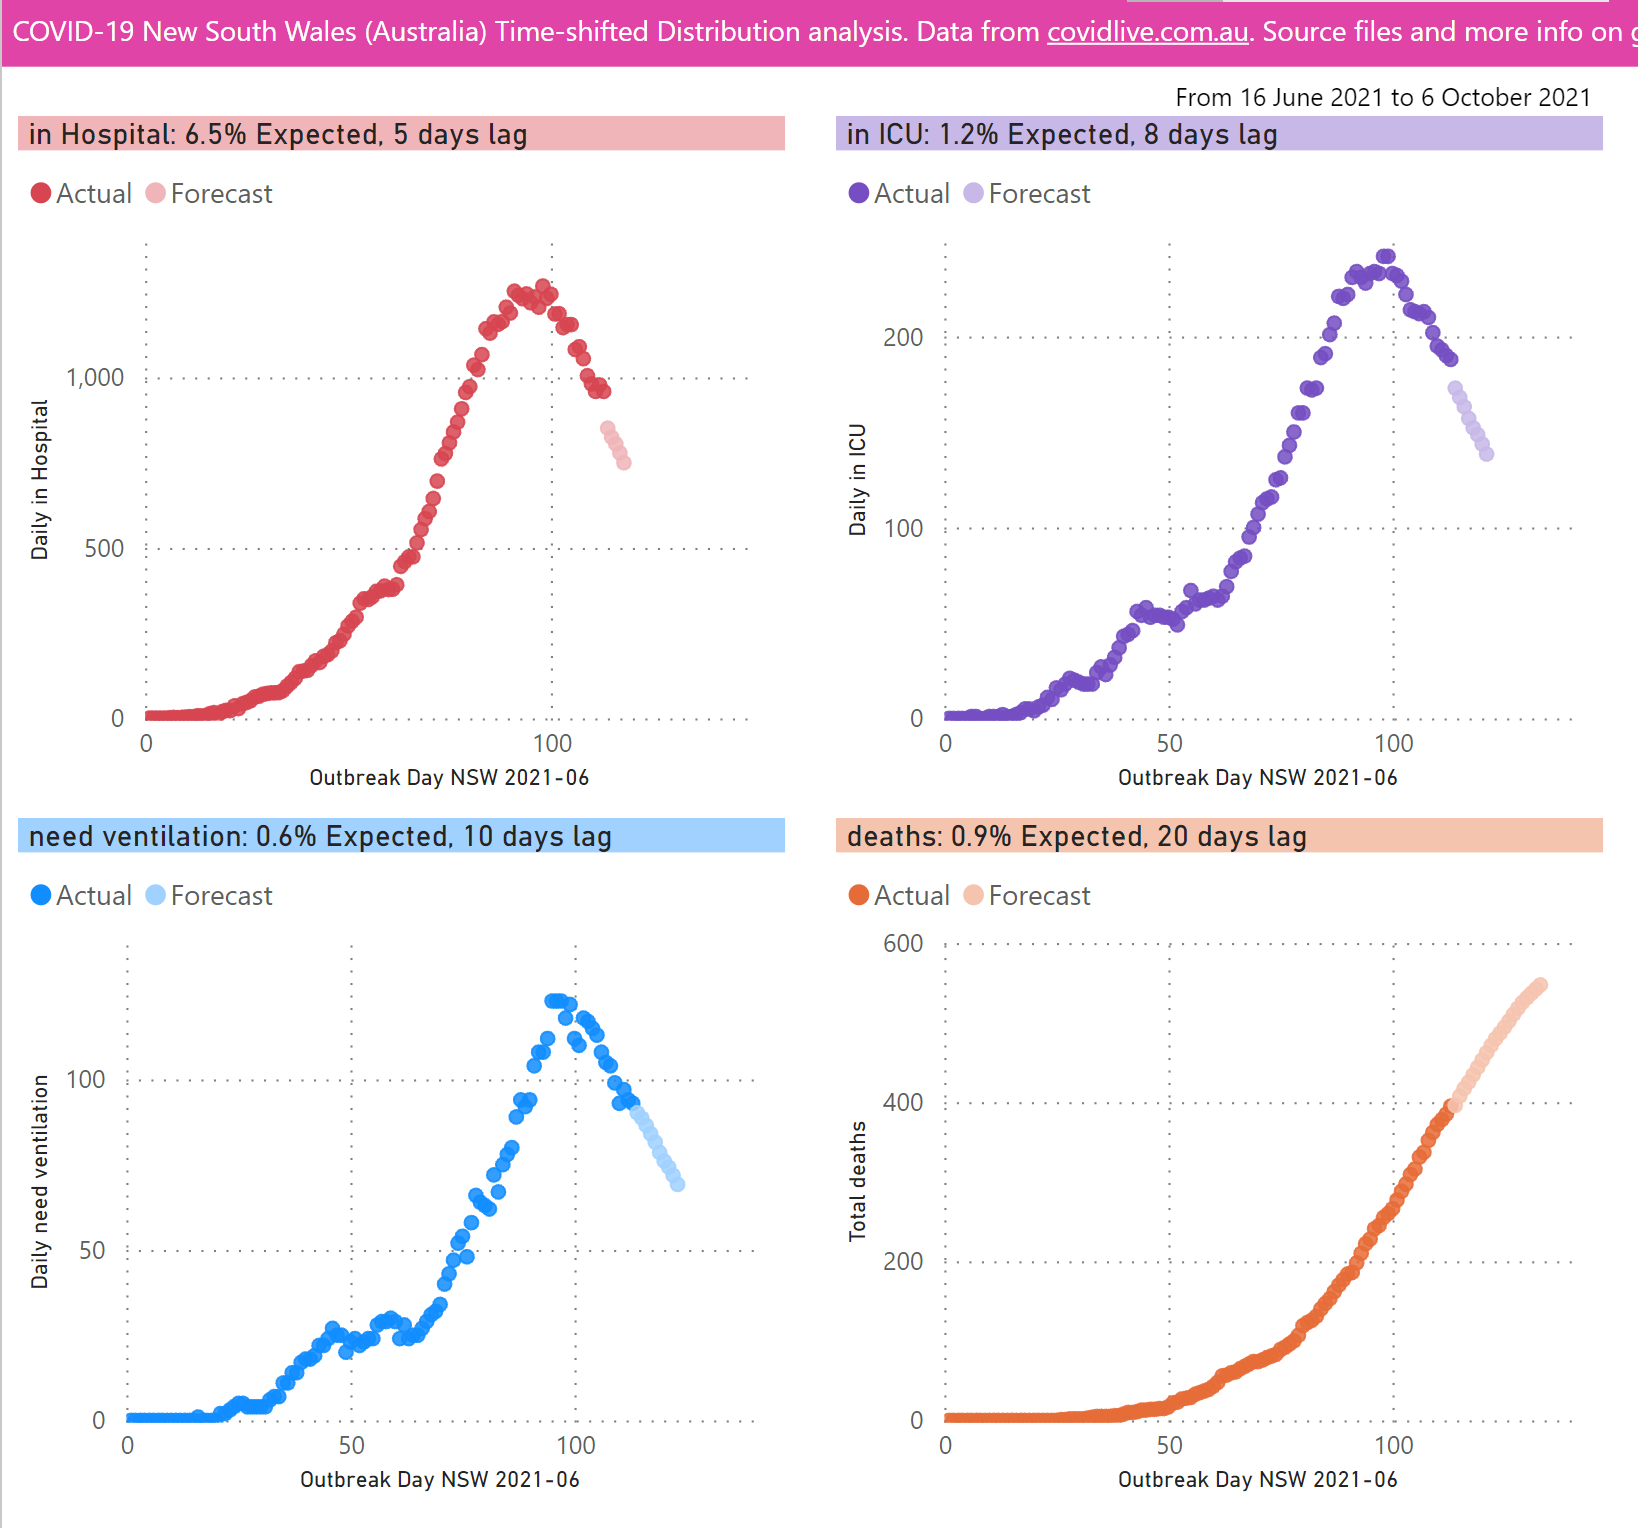 COVID-19 New South Wales (Australia) Time-shifted Distribution analysis. Data from covidlive.com.au. Source files and more info on g
From 16 June 2021 to 6 October 2021
in Hospital: 6.5% Expected, 5 days lag
Actual Forecast
Daily in Hospital
1,000
500
0
0 100
Outbreak Day NSW 2021-06
in ICU: 1.2% Expected, 8 days lag
Actual Forecast
Daily in ICU
200
100
0
0 50 100
Outbreak Day NSW 2021-06
need ventilation: 0.6% Expected, 10 days lag
Actual Forecast
Daily need ventilation
100
50
0
0 50 100
Outbreak Day NSW 2021-06
deaths: 0.9% Expected, 20 days lag
Actual Forecast
Total deaths
600
400
200
0
0 50 100
Outbreak Day NSW 2021-06